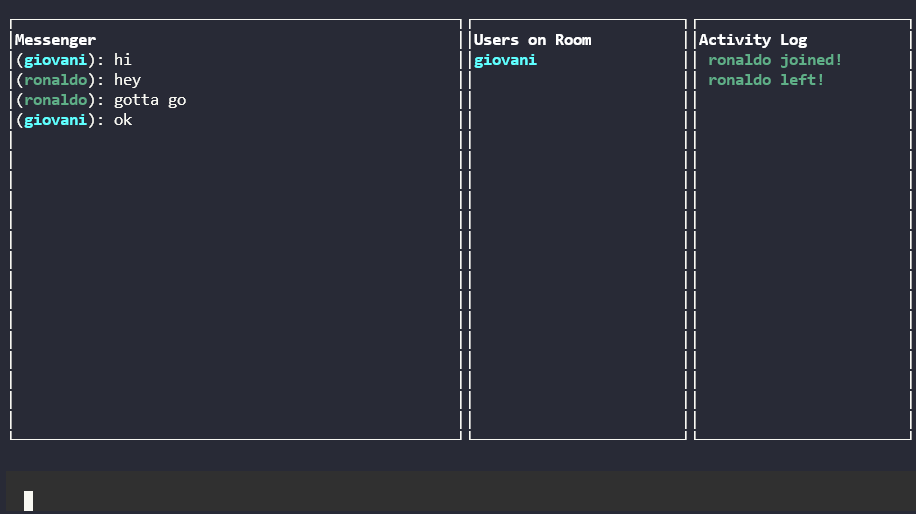 Messenger
(giovani): hi
(ronaldo): hey
(ronaldo): gotta go
(giovani): ok
Users on Room
giovani
Activity Log
ronaldo joined!
ronaldo left!